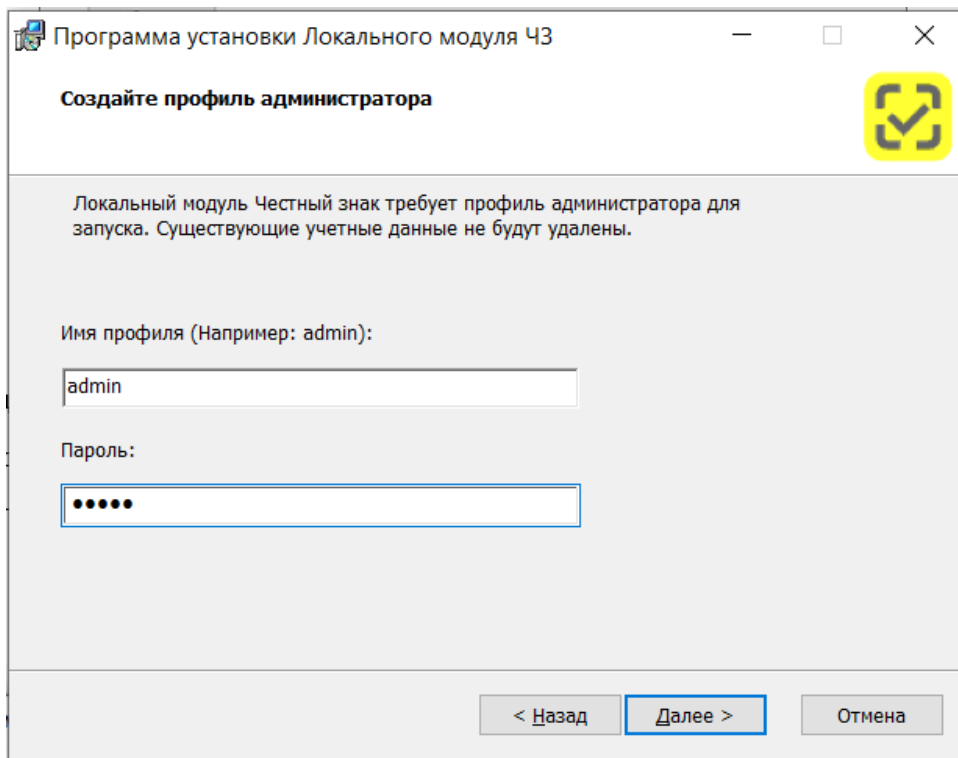 Программа установки Локального модуля ЧЗ
Создайте профиль администратора
Локальный модуль Честный знак требует профиль администратора для
запуска. Существующие учетные данные не будут удалены.
Имя профиля (Например: admin):
admin
Пароль:
•••••
< Назад
Далее >
Отмена